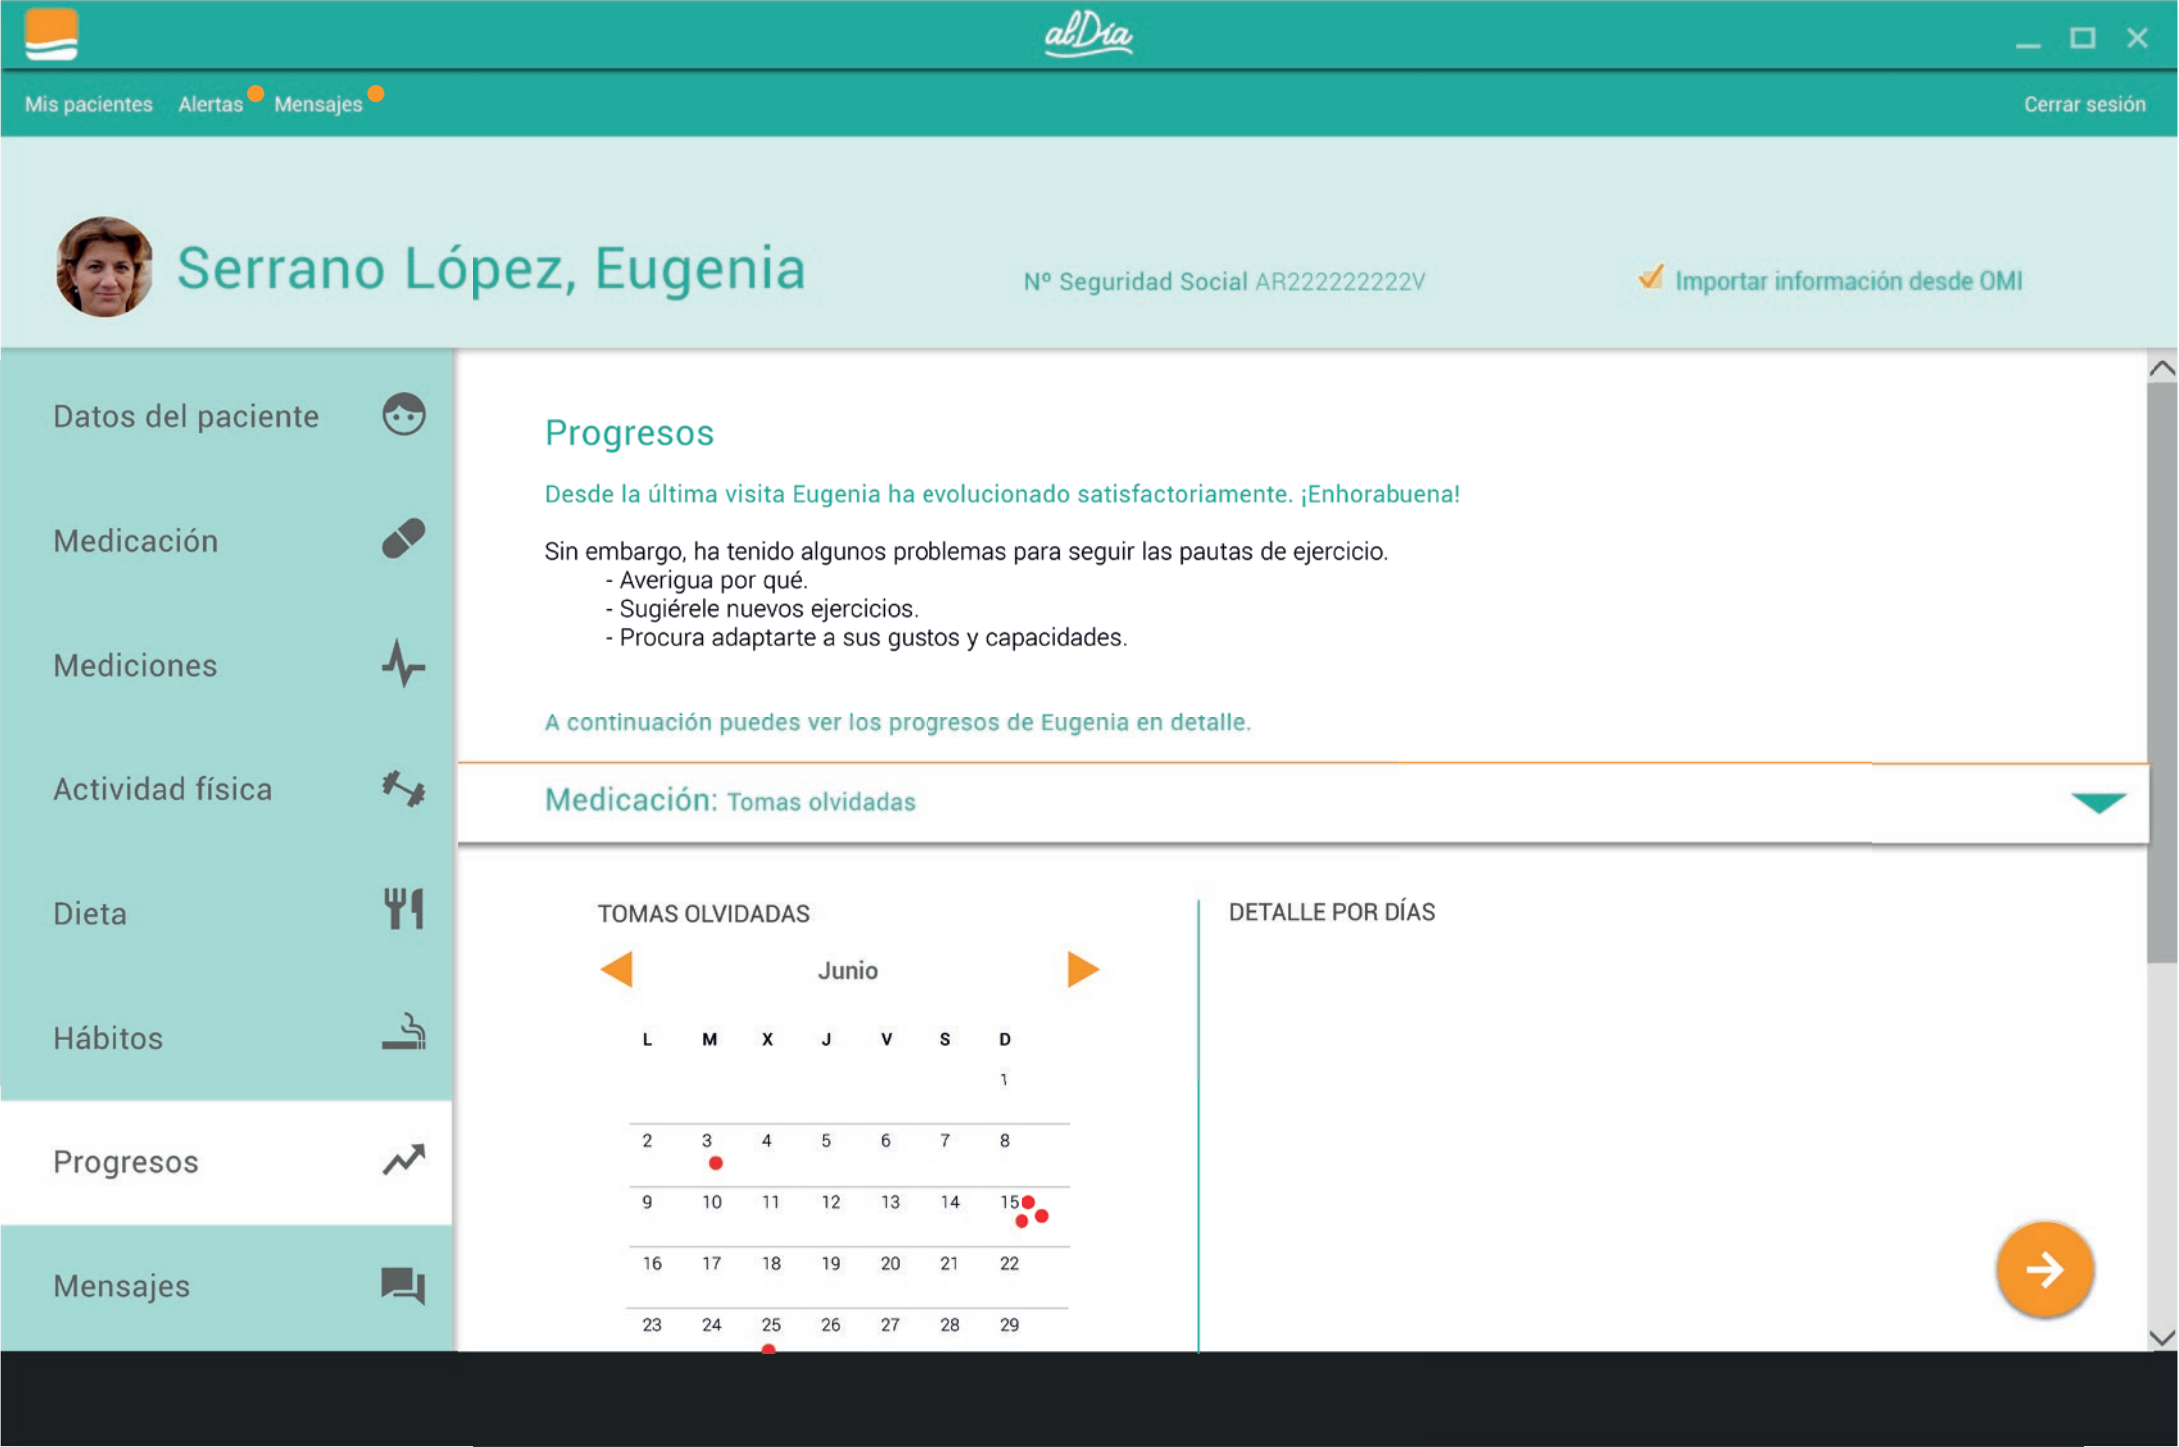 alDía
Mis pacientes Alertas Mensajes Cerrar sesión
Serrano López, Eugenia
Nº Seguridad Social AR222222222V
Importar información desde OMI
Datos del paciente
Medicación
Mediciones
Actividad física
Dieta
Hábitos
Progresos
Mensajes
Progresos
Desde la última visita Eugenia ha evolucionado satisfactoriamente. ¡Enhorabuena!
Sin embargo, ha tenido algunos problemas para seguir las pautas de ejercicio.
- Averigua por qué.
- Sugiérele nuevos ejercicios.
- Procura adaptarte a sus gustos y capacidades.
A continuación puedes ver los progresos de Eugenia en detalle.
Medicación: Tomas olvidadas
TOMAS OLVIDADAS
Junio
L M X J V S D
1
2 3 4 5 6 7 8
9 10 11 12 13 14 15
16 17 18 19 20 21 22
23 24 25 26 27 28 29
DETALLE POR DÍAS